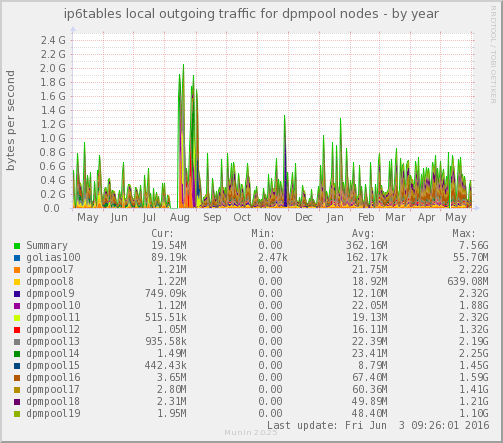 ip6tables local outgoing traffic for dpmpool nodes - by year
RRDTOOL / TOBI OETIKER
bytes per second
2.4 G
2.2 G
2.0 G
1.8 G
1.6 G
1.4 G
1.2 G
1.0 G
0.8 G
0.6 G
0.4 G
0.2 G
0.0
May Jun Jul Aug Sep Oct Nov Dec Jan Feb Mar Apr May
Cur: Min: Avg: Max:
Summary 19.54M 0.00 362.16M 7.56G
golias100 89.19k 2.47k 162.17k 55.70M
dpmpool7 1.21M 0.00 21.75M 2.22G
dpmpool8 1.22M 0.00 18.92M 639.08M
dpmpool9 749.09k 0.00 12.10M 2.32G
dpmpool10 1.12M 0.00 22.05M 1.88G
dpmpool11 515.51k 0.00 19.13M 2.32G
dpmpool12 1.05M 0.00 16.11M 1.32G
dpmpool13 935.58k 0.00 22.39M 2.19G
dpmpool14 1.49M 0.00 23.41M 2.25G
dpmpool15 442.43k 0.00 8.79M 1.45G
dpmpool16 3.65M 0.00 67.40M 1.59G
dpmpool17 2.80M 0.00 60.36M 1.41G
dpmpool18 2.31M 0.00 49.89M 1.21G
dpmpool19 1.95M 0.00 48.40M 1.10G
Last update: Fri Jun 3 09:26:01 2016
Munin 2.0.25